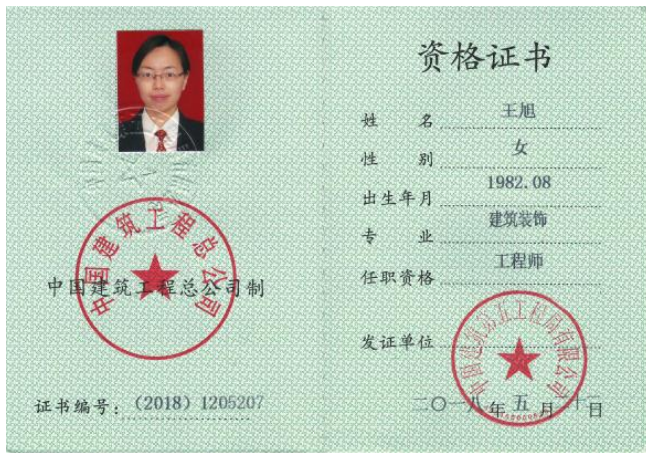 中国建筑工程总公司
中国建筑工程总公司制
证书编号：(2018) 1205207
资格证书
姓 名 王旭
性 别 女
出生年月 1982.08
专 业 建筑装饰
任职资格 工程师
发证单位
二〇一八年五月 日